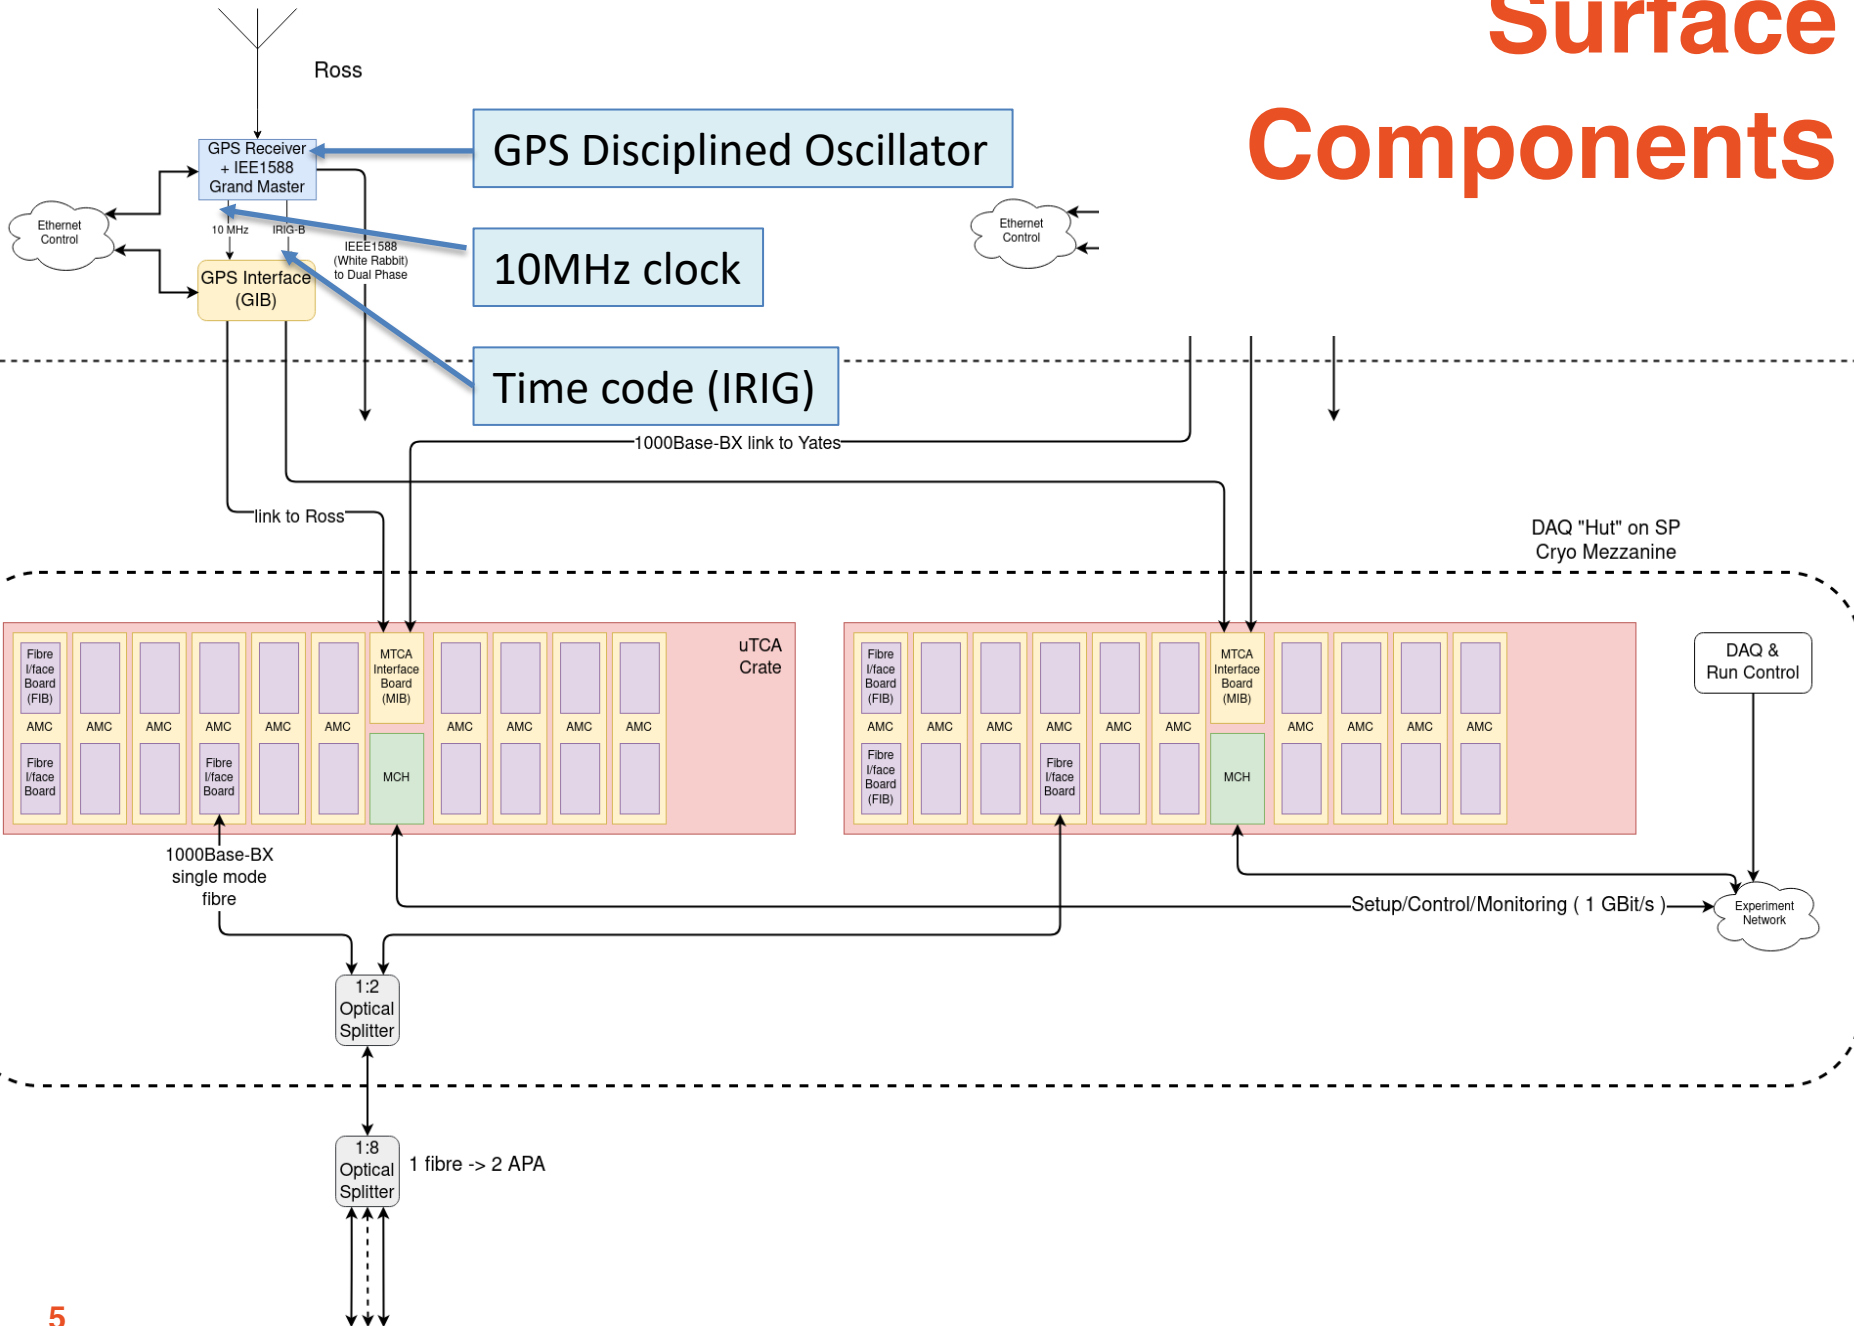 Surface
Components
Ross
GPS Receiver
+ IEE1588
Grand Master
GPS Disciplined Oscillator
Ethernet
Control
10 MHz
IRIG-B
IEEE1588
(White Rabbit)
to Dual Phase
10MHz clock
Ethernet
Control
GPS Interface
(GIB)
Time code (IRIG)
1000Base-BX link to Yates
link to Ross
DAQ "Hut" on SP
Cryo Mezzanine
Fibre
I/face
Board
(FIB)
AMC
Fibre
I/face
Board
AMC
AMC
AMC
Fibre
I/face
Board
AMC
AMC
MTCA
Interface
Board
(MIB)
MCH
AMC
AMC
AMC
AMC
uTCA
Crate
Fibre
I/face
Board
(FIB)
AMC
Fibre
I/face
Board
(FIB)
AMC
AMC
AMC
Fibre
I/face
Board
AMC
AMC
MTCA
Interface
Board
(MIB)
MCH
AMC
AMC
AMC
AMC
DAQ &
Run Control
1000Base-BX
single mode
fibre
Setup/Control/Monitoring ( 1 GBit/s )
Experiment
Network
1:2
Optical
Splitter
1:8
Optical
Splitter
1 fibre -> 2 APA
5